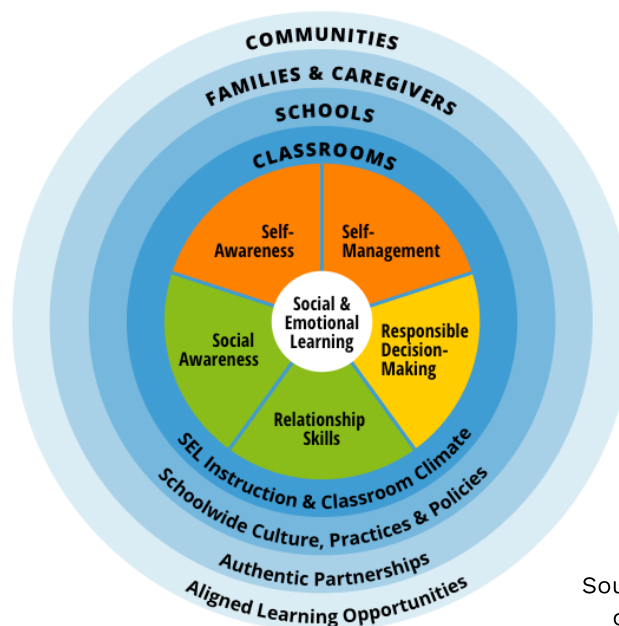 COMMUNITIES
FAMILIES & CAREGIVERS
SCHOOLS
CLASSROOMS
Self-
Awareness
Self-
Management
Social &
Emotional
Learning
Social
Awareness
Responsible
Decision-
Making
Relationship
Skills
SEL Instruction & Classroom Climate
Schoolwide Culture, Practices & Policies
Authentic Partnerships
Aligned Learning Opportunities
Sou